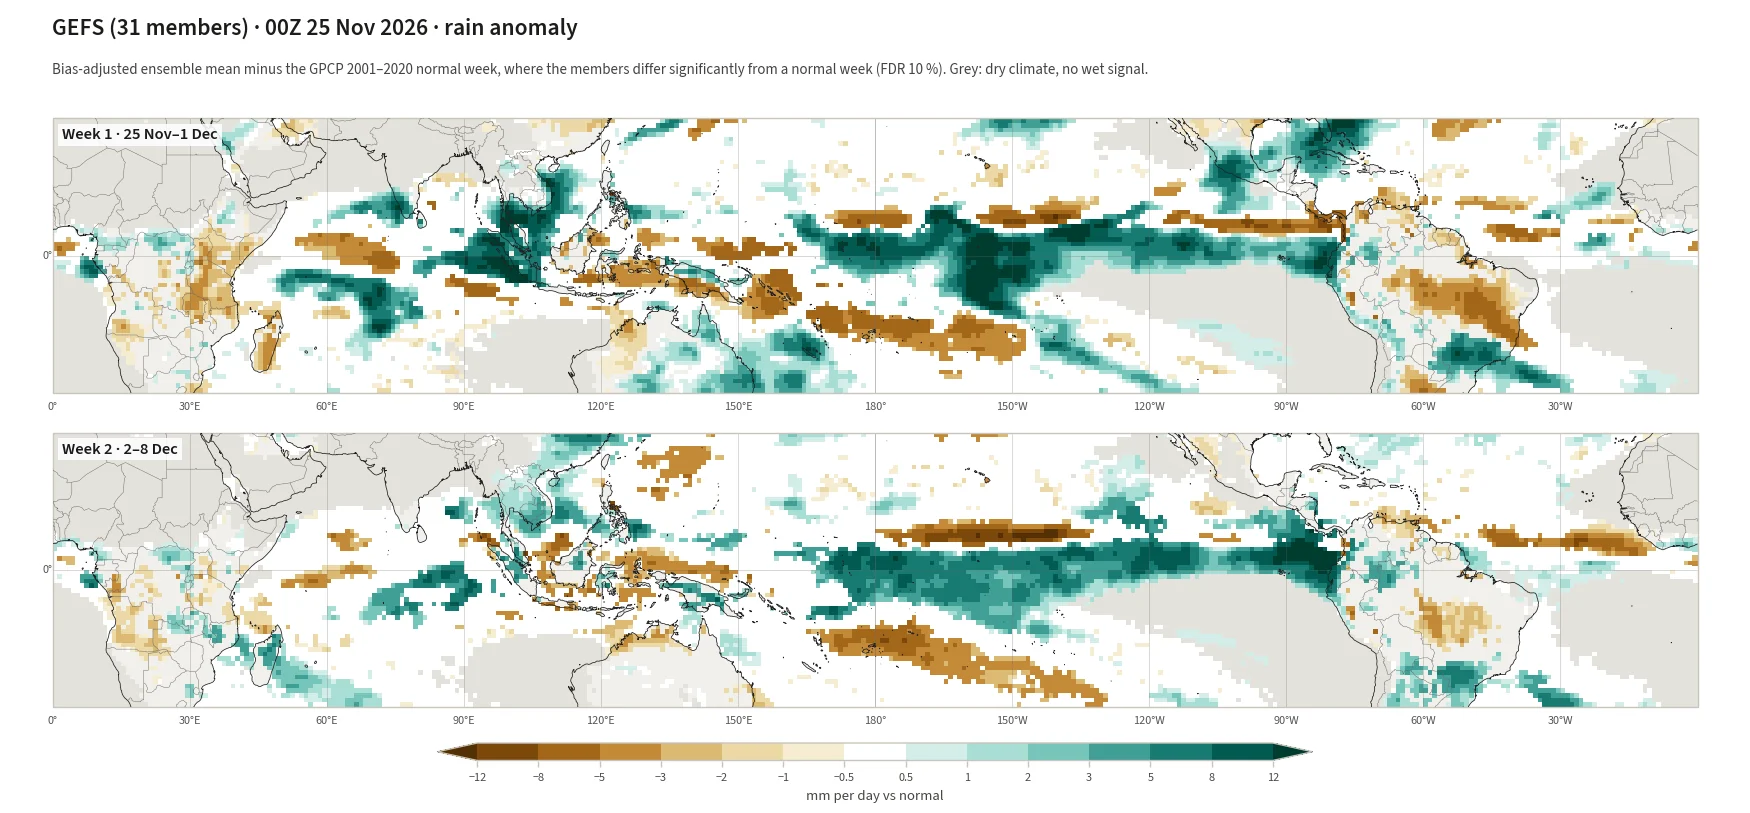 GEFS (31 members) · 00Z 25 Nov 2026 · rain anomaly
Bias-adjusted ensemble mean minus the GPCP 2001–2020 normal week, where the members differ significantly from a normal week (FDR 10 %). Grey: dry climate, no wet signal.
Week 1 · 25 Nov–1 Dec
0°
0° 30°E 60°E 90°E 120°E 150°E 180° 150°W 120°W 90°W 60°W 30°W
Week 2 · 2–8 Dec
0°
0° 30°E 60°E 90°E 120°E 150°E 180° 150°W 120°W 90°W 60°W 30°W
−12 −8 −5 −3 −2 −1 −0.5 0.5 1 2 3 5 8 12
mm per day vs normal